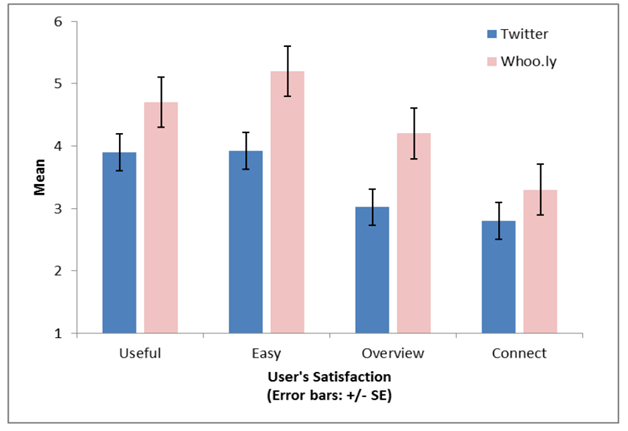 6
5
4
3
2
1
Mean
Twitter
Whoo.ly
Useful Easy Overview Connect
User's Satisfaction
(Error bars: +/- SE)